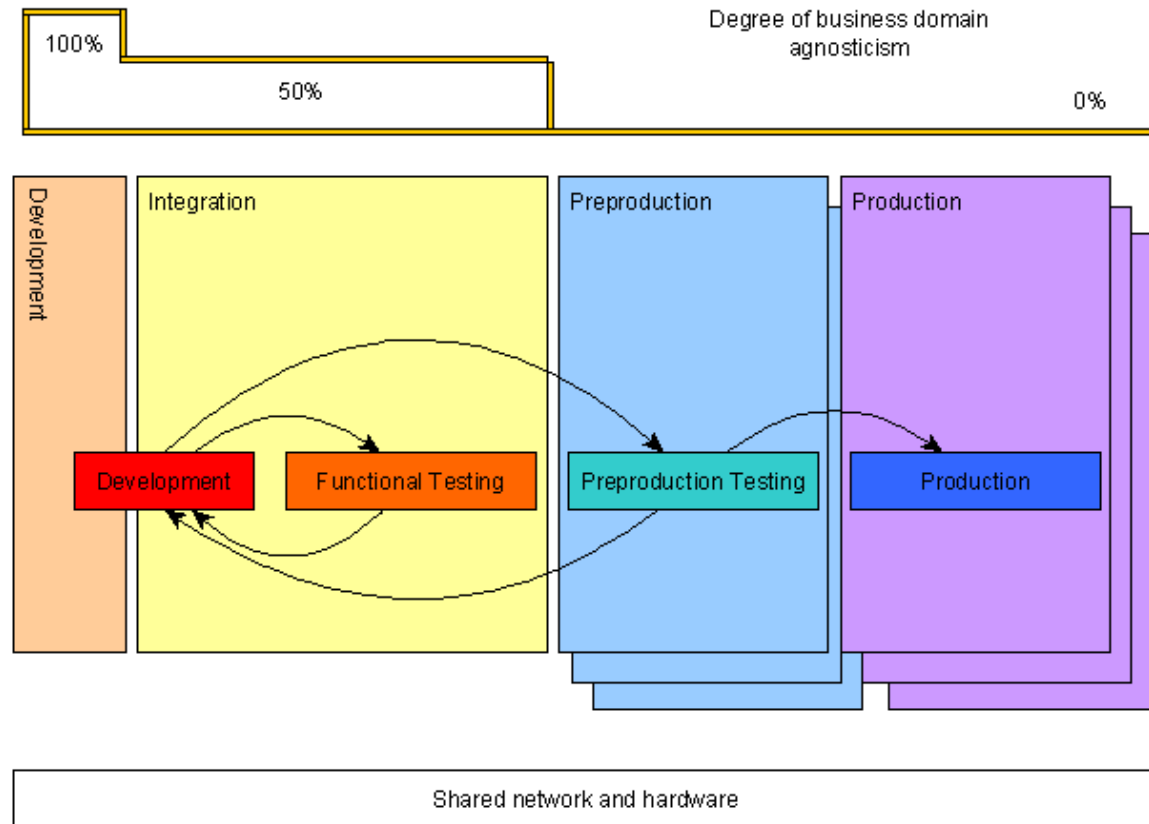 Degree of business domain
agnosticism
100%
50%
0%
Development
Integration
Preproduction
Production
Development
Functional Testing
Preproduction Testing
Production
Shared network and hardware